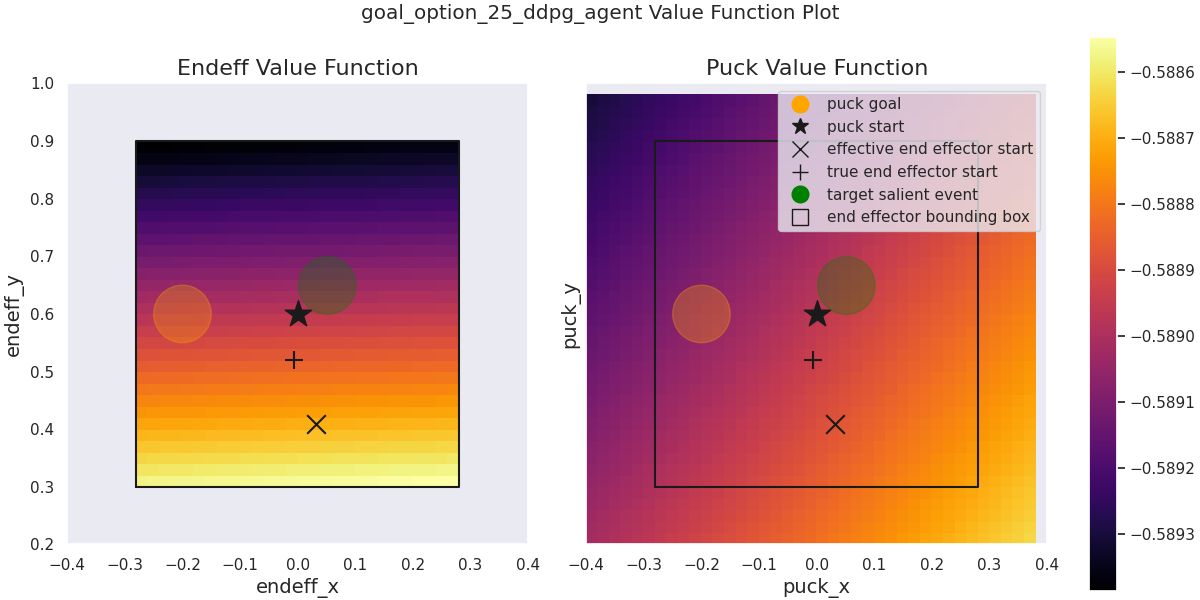 goal_option_25_ddpg_agent Value Function Plot
Endeff Value Function
endeff_y
1.0
0.9
0.8
0.7
0.6
0.5
0.4
0.3
0.2
−0.4
−0.3
−0.2
−0.1
0.0
0.1
0.2
0.3
0.4
endeff_x
Puck Value Function
puck_y
puck goal
puck start
effective end effector start
true end effector start
target salient event
end effector bounding box
−0.4
−0.3
−0.2
−0.1
0.0
0.1
0.2
0.3
0.4
puck_x
−0.5886
−0.5887
−0.5888
−0.5889
−0.5890
−0.5891
−0.5892
−0.5893